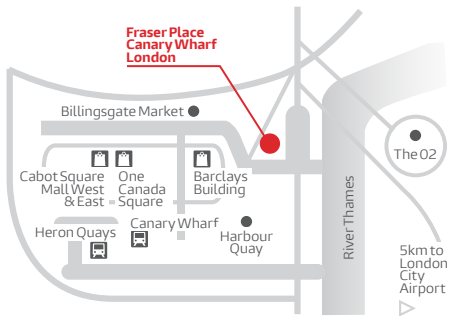 Fraser Place
Canary Wharf
London
Billingsgate Market
The 02
Cabot Square
Mall West
& East
One
Canada
Square
Barclays
Building
Canary Wharf
Heron Quays
Harbour
Quay
River Thames
5km to
London
City
Airport